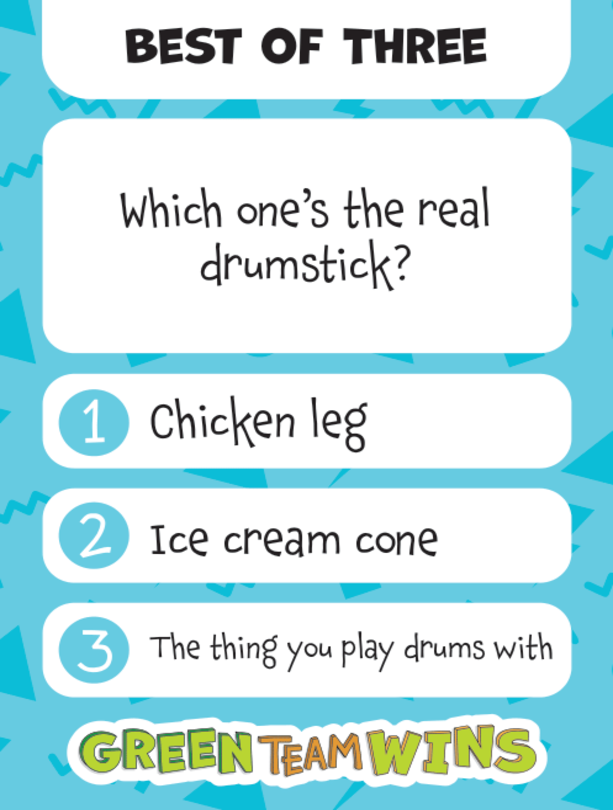 BEST OF THREE
Which one's the real
drumstick?
1 Chicken leg
2 Ice cream cone
3 The thing you play drums with
GREEN TEAM WINS